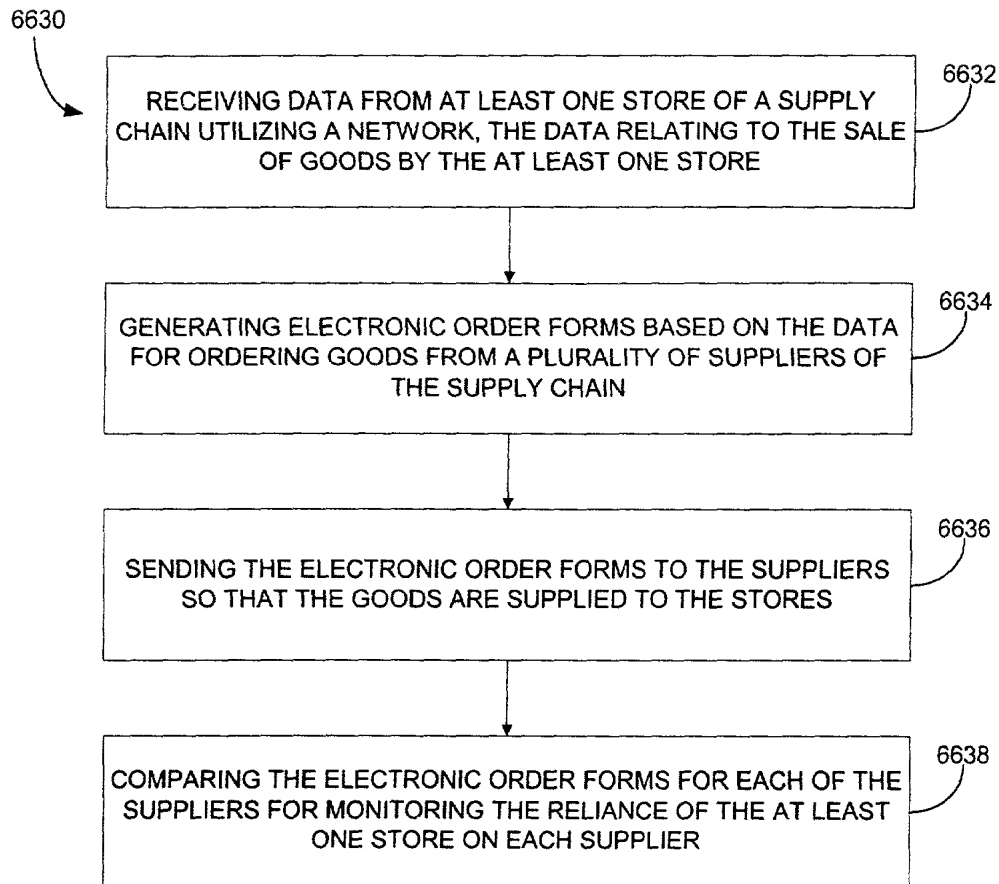 6630
6632
RECEIVING DATA FROM AT LEAST ONE STORE OF A SUPPLY
CHAIN UTILIZING A NETWORK, THE DATA RELATING TO THE SALE
OF GOODS BY THE AT LEAST ONE STORE
6634
GENERATING ELECTRONIC ORDER FORMS BASED ON THE DATA
FOR ORDERING GOODS FROM A PLURALITY OF SUPPLIERS OF
THE SUPPLY CHAIN
6636
SENDING THE ELECTRONIC ORDER FORMS TO THE SUPPLIERS
SO THAT THE GOODS ARE SUPPLIED TO THE STORES
6638
COMPARING THE ELECTRONIC ORDER FORMS FOR EACH OF THE
SUPPLIERS FOR MONITORING THE RELIANCE OF THE AT LEAST
ONE STORE ON EACH SUPPLIER